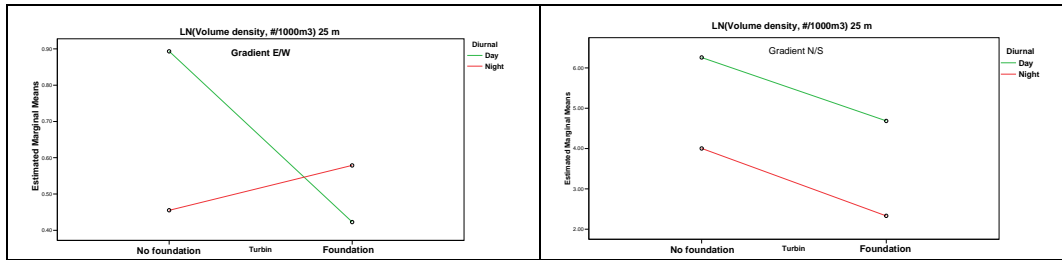 LN(Volume density, #/1000m3) 25 m
Gradient E/W
Diurnal
Day
Night
Estimated Marginal Means
0.90
0.80
0.70
0.60
0.50
0.40
No foundation Turbin Foundation
LN(Volume density, #/1000m3) 25 m
Gradient N/S
Diurnal
Day
Night
Estimated Marginal Means
6.00
5.00
4.00
3.00
2.00
No foundation Turbin Foundation